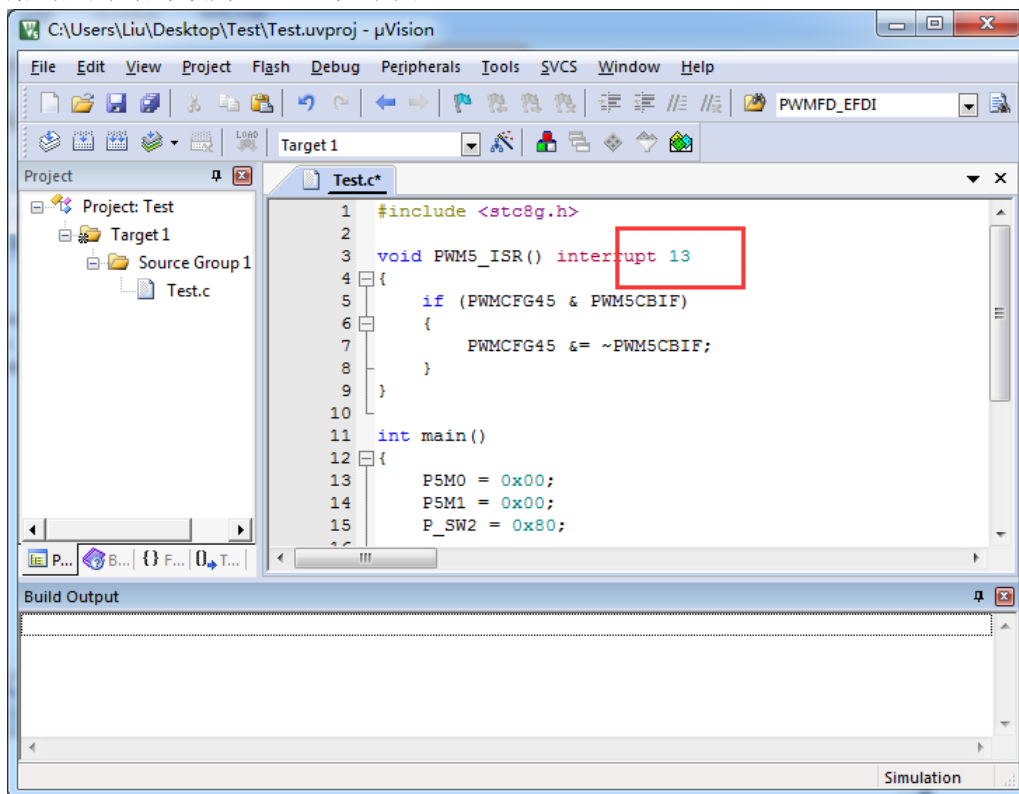 C:\Users\Liu\Desktop\Test\Test.uvproj - µVision
File Edit View Project Flash Debug Peripherals Tools SVCS Window Help
PWMFD_EFDI
LOAD
Target 1
Project
Project: Test
Target 1
Source Group 1
Test.c
Test.c*
1 #include <stc8g.h>
2
3 void PWM5_ISR() interrupt 13
4 {
5 if (PWMCFG45 & PWM5CBIF)
6 {
7 PWMCFG45 &= ~PWM5CBIF;
8 }
9 }
10
11 int main()
12 {
13 P5M0 = 0x00;
14 P5M1 = 0x00;
15 P_SW2 = 0x80;
P... B... {} F... 0 T...
Build Output
Simulation